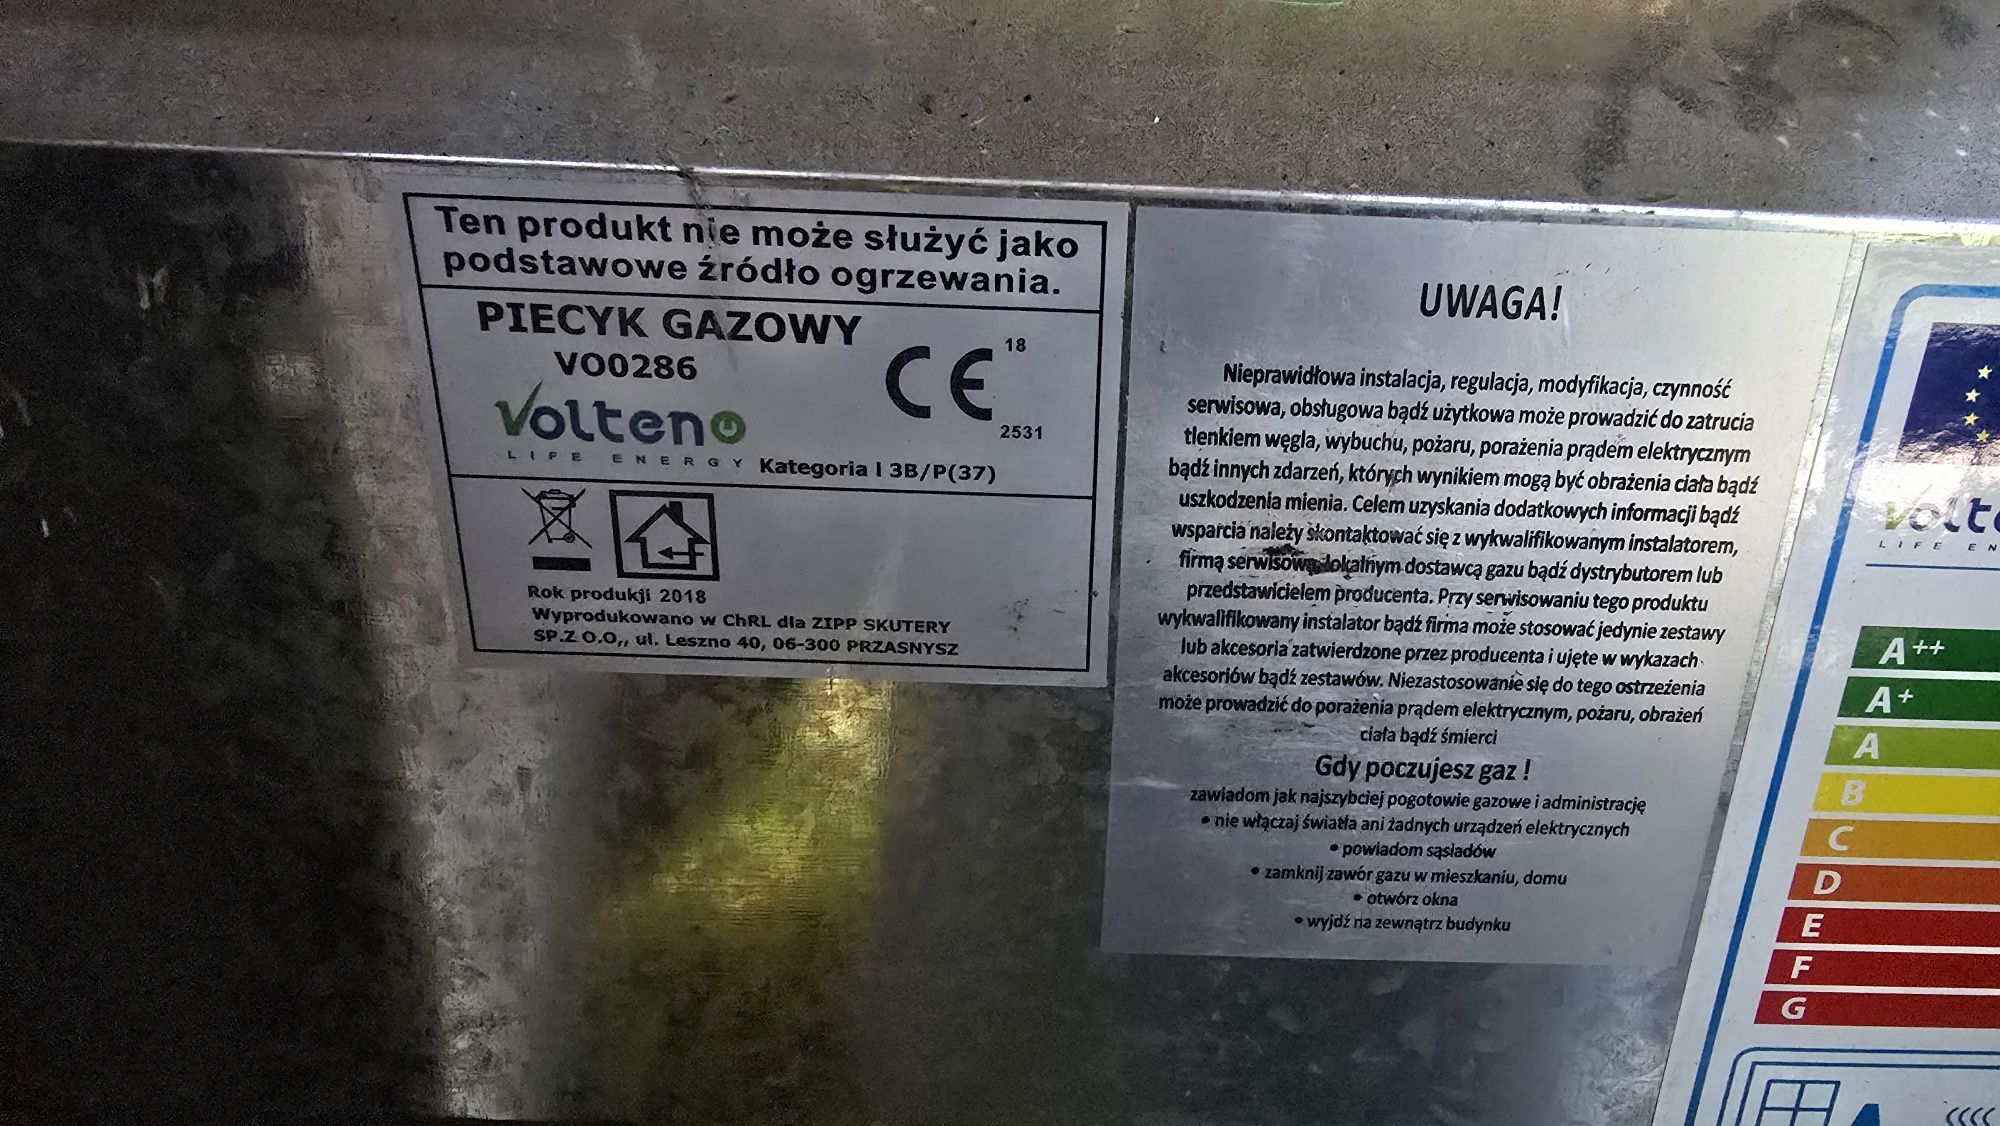 Ten produkt nie może służyć jako
podstawowe źródło ogrzewania.
PIECYK GAZOWY
VO0286
CE 18
2531
Volteno
LIFE ENERGY
Kategoria I 3B/P(37)
Rok produkji 2018
Wyprodukowano w ChRL dla ZIPP SKUTERY
SP.Z O.O,, ul. Leszno 40, 06-300 PRZASNYSZ
UWAGA!
Nieprawidłowa instalacja, regulacja, modyfikacja, czynność
serwisowa, obsługowa bądź użytkowa może prowadzić do zatrucia
tlenkiem węgla, wybuchu, pożaru, porażenia prądem elektrycznym
bądź innych zdarzeń, których wynikiem mogą być obrażenia ciała bądź
uszkodzenia mienia. Celem uzyskania dodatkowych informacji bądź
wsparcia należy skontaktować się z wykwalifikowanym instalatorem,
firmą serwisową, lokalnym dostawcą gazu bądź dystrybutorem lub
przedstawicielem producenta. Przy serwisowaniu tego produktu
wykwalifikowany instalator bądź firma może stosować jedynie zestawy
lub akcesoria zatwierdzone przez producenta i ujęte w wykazach
akcesoriów bądź zestawów. Niezastosowanie się do tego ostrzeżenia
może prowadzić do porażenia prądem elektrycznym, pożaru, obrażeń
ciała bądź śmierci
Gdy poczujesz gaz !
zawiadom jak najszybciej pogotowie gazowe i administrację
• nie włączaj światła ani żadnych urządzeń elektrycznych
• powiadom sąsiadów
• zamknij zawór gazu w mieszkaniu, domu
• otwórz okna
• wyjdź na zewnątrz budynku
Volte
LIFE EN
A++
A+
A
B
C
D
E
F
G